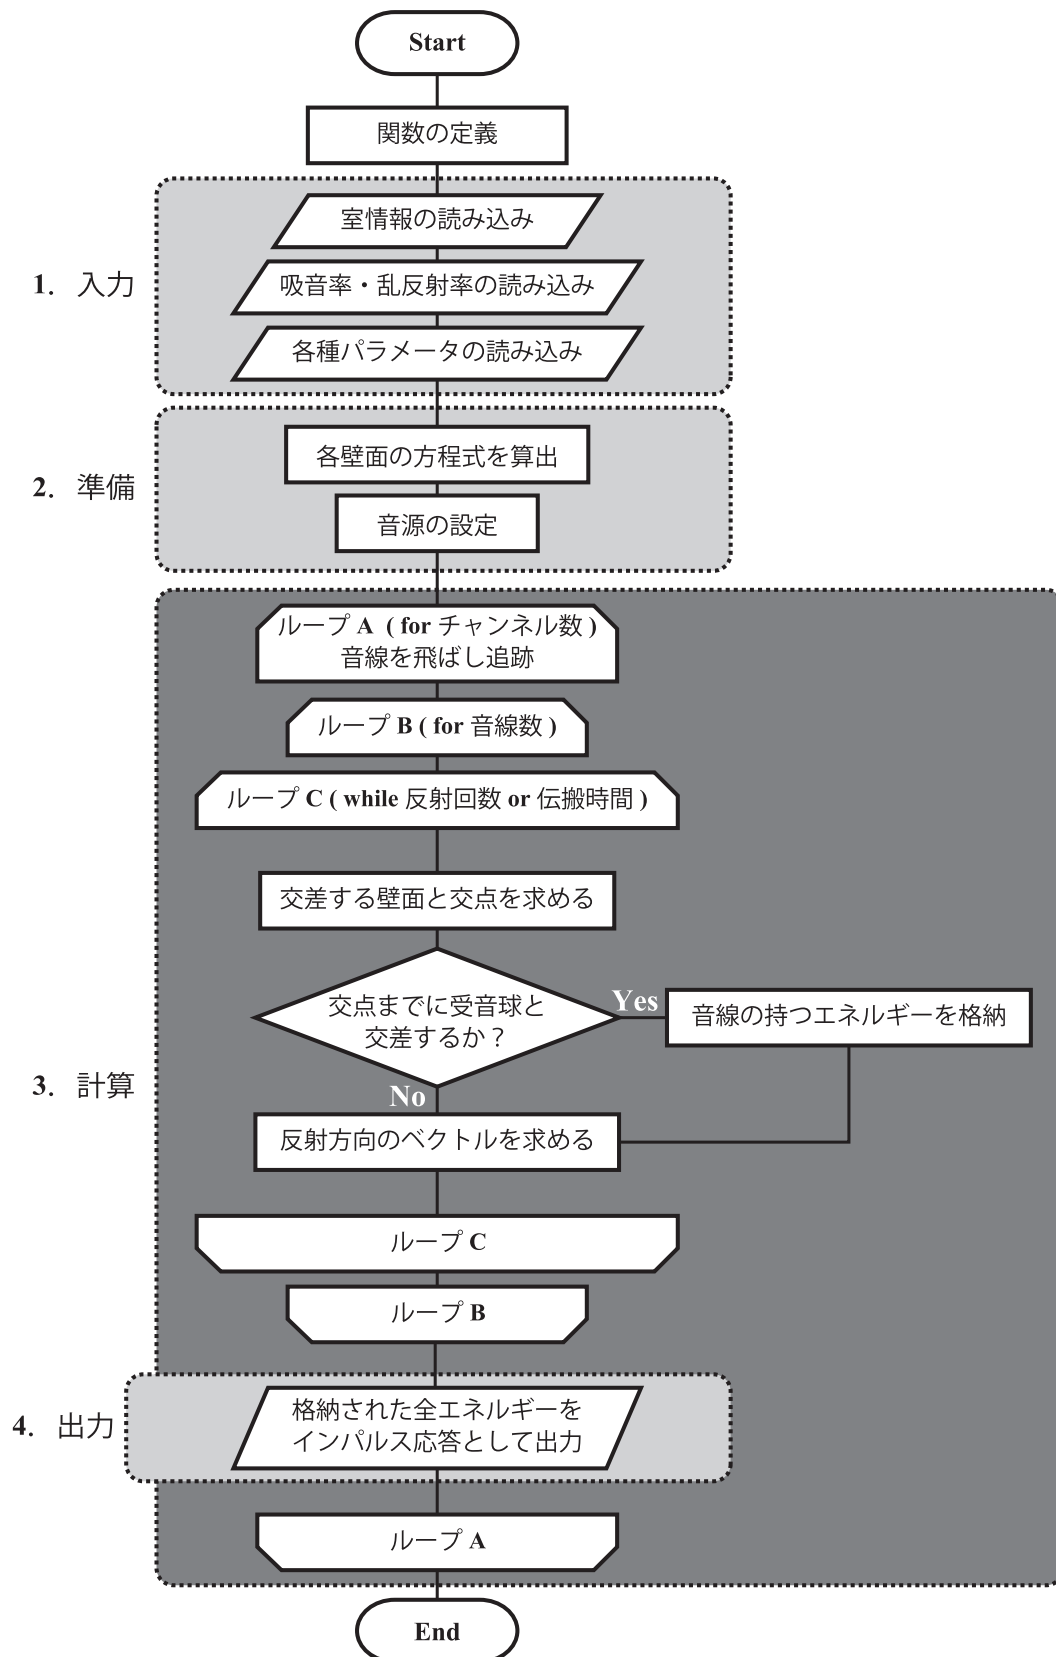 Start
関数の定義
室情報の読み込み
1. 入力
吸音率・乱反射率の読み込み
各種パラメータの読み込み
各壁面の方程式を算出
2. 準備
音源の設定
ループ A ( for チャンネル数 )
音線を飛ばし追跡
ループ B ( for 音線数 )
ループ C ( while 反射回数 or 伝搬時間 )
交差する壁面と交点を求める
交点までに受音球と
交差するか？
Yes
音線の持つエネルギーを格納
3. 計算
No
反射方向のベクトルを求める
ループ C
ループ B
4. 出力
格納された全エネルギーを
インパルス応答として出力
ループ A
End